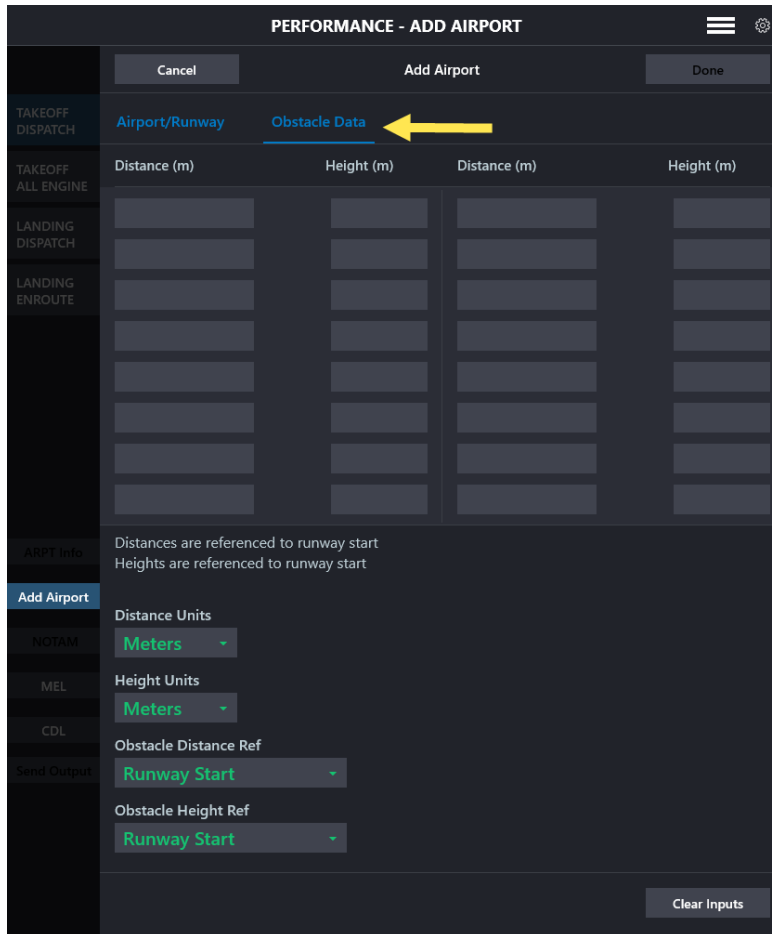 PERFORMANCE - ADD AIRPORT
Cancel
Add Airport
Done
TAKEOFF
DISPATCH
TAKEOFF
ALL ENGINE
LANDING
DISPATCH
LANDING
ENROUTE
Airport/Runway
Obstacle Data
Distance (m)
Height (m)
Distance (m)
Height (m)
Distances are referenced to runway start
Heights are referenced to runway start
ARPT Info
Add Airport
NOTAM
MEL
CDL
Send Output
Distance Units
Meters
Height Units
Meters
Obstacle Distance Ref
Runway Start
Obstacle Height Ref
Runway Start
Clear Inputs